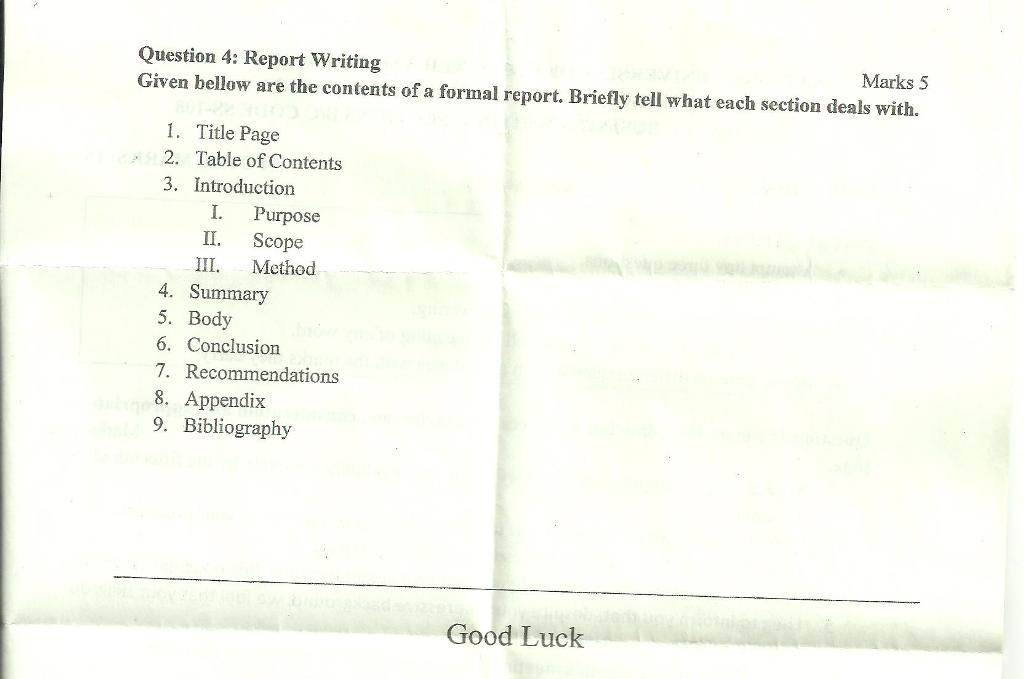 Question 4: Report Writing
Marks 5
Given bellow are the contents of a formal report. Briefly tell what each section deals with.
1. Title Page
2. Table of Contents
3. Introduction
I. Purpose
II. Scope
III. Method
4. Summary
5. Body
6. Conclusion
7. Recommendations
8. Appendix
9. Bibliography
Good Luck